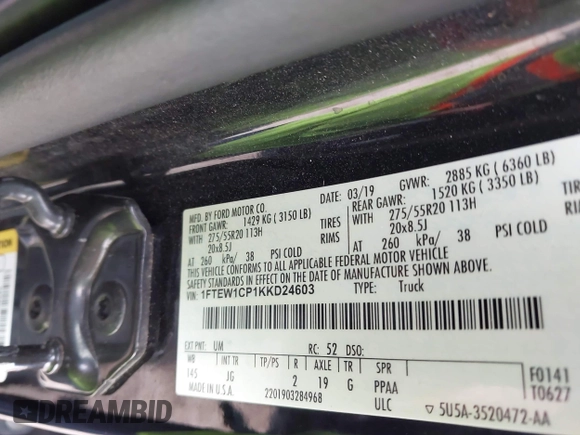 MFD. BY FORD MOTOR CO.
DATE: 03/19 GVWR: 2885 KG ( 6360 LB)
FRONT GAWR: 1429 KG ( 3150 LB) REAR GAWR: 1520 KG ( 3350 LB)
WITH 275/55R20 113H TIRES 275/55R20 113H TIRES
20x8.5J RIMS 20x8.5J RIMS
AT 260 kPa/ 38 PSI COLD AT 260 kPa/ 38 PSI COLD
THIS VEHICLE CONFORMS TO ALL APPLICABLE FEDERAL MOTOR VEHICLE
SAFETY STANDARDS IN EFFECT ON THE DATE OF MANUFACTURE SHOWN ABOVE.
VIN: 1FTEW1CP1KKD24603 TYPE: Truck
EXT PNT: UM RC: 52 DSO:
WB INT TR TP/PS R AXLE TR SPR F0141
145 JG 2 19 G PPAA T0627
MADE IN U.S.A. 2201903284968 ULC 5U5A-3520472-AA
DREAMBID